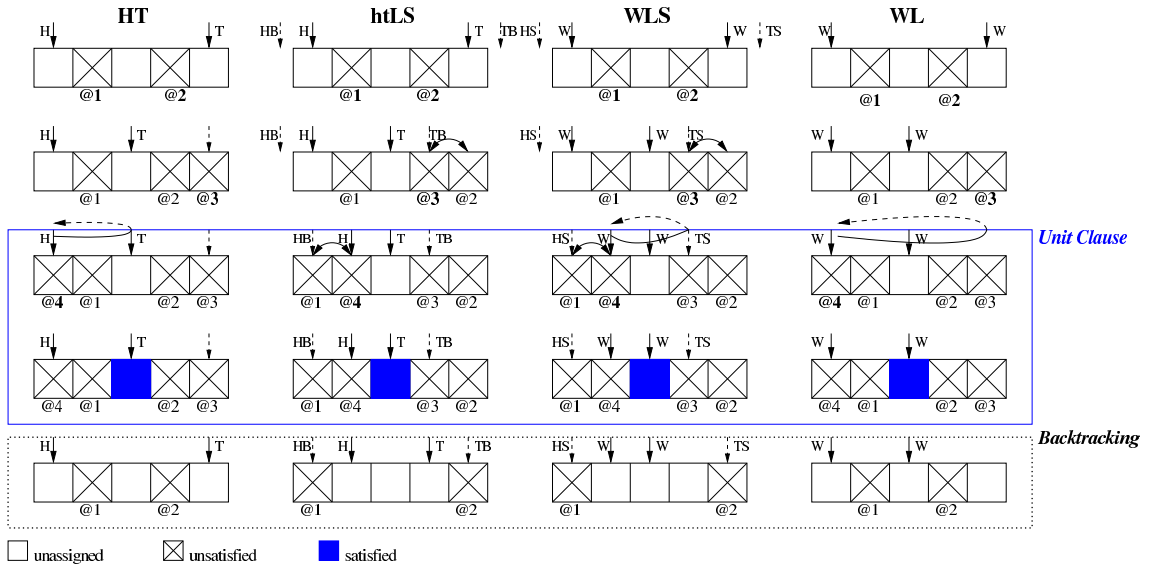 HT htLS WLS WL
H T HB H T TB HS W W TS W W
@1 @2 @1 @2 @1 @2 @1 @2
H T HB H T TB HS W W TS W W
@1 @2 @3 @1 @3 @2 @1 @3 @2 @1 @2 @3
Unit Clause
H T HB H T TB HS W W TS W W
@4 @1 @2 @3 @1 @4 @3 @2 @1 @4 @3 @2 @4 @1 @2 @3
H T HB H T TB HS W W TS W W
@4 @1 @2 @3 @1 @4 @3 @2 @1 @4 @3 @2 @4 @1 @2 @3
Backtracking
H T HB H T TB HS W W TS W W
@1 @2 @1 @2 @1 @2 @1 @2
unassigned unsatisfied satisfied